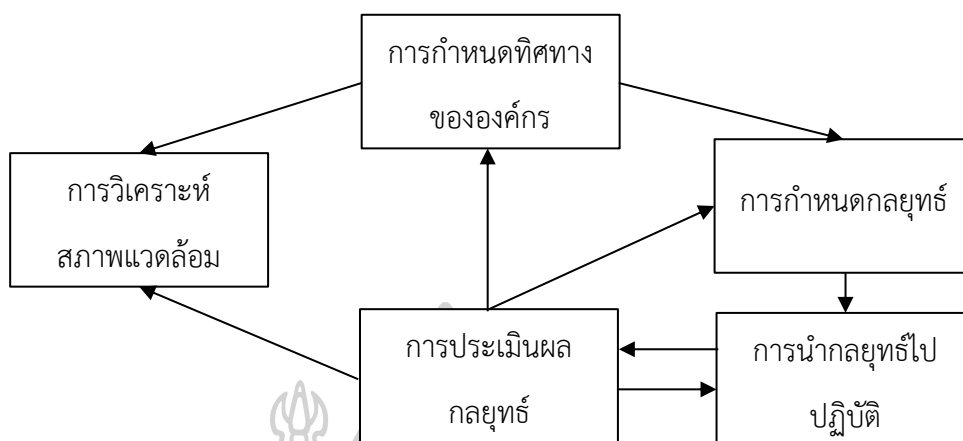 การกำหนดทิศทาง
ขององค์กร
การวิเคราะห์
สภาพแวดล้อม
การกำหนดกลยุทธ์
การประเมินผล
กลยุทธ์
การนำกลยุทธ์ไป
ปฏิบัติ